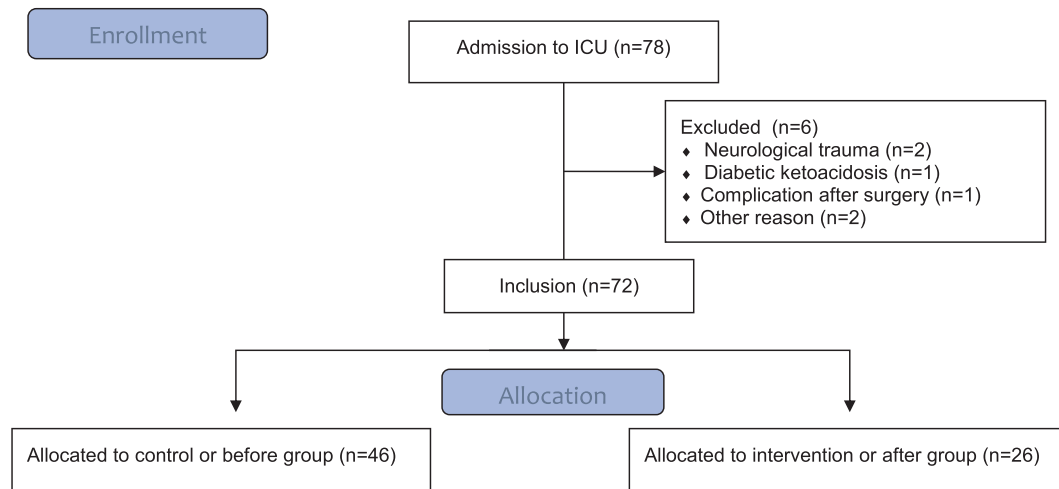 Enrollment
Admission to ICU (n=78)
Excluded (n=6)
♦ Neurological trauma (n=2)
♦ Diabetic ketoacidosis (n=1)
♦ Complication after surgery (n=1)
♦ Other reason (n=2)
Inclusion (n=72)
Allocation
Allocated to control or before group (n=46)
Allocated to intervention or after group (n=26)